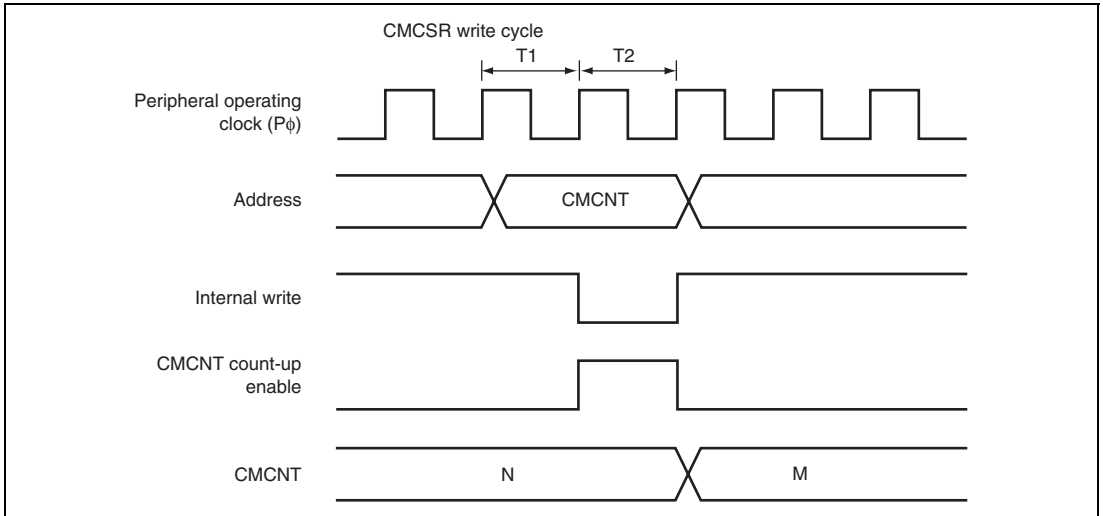 CMCSR write cycle
T1 T2
Peripheral operating
clock (Pφ)
Address
CMCNT
Internal write
CMCNT count-up
enable
CMCNT
N
M